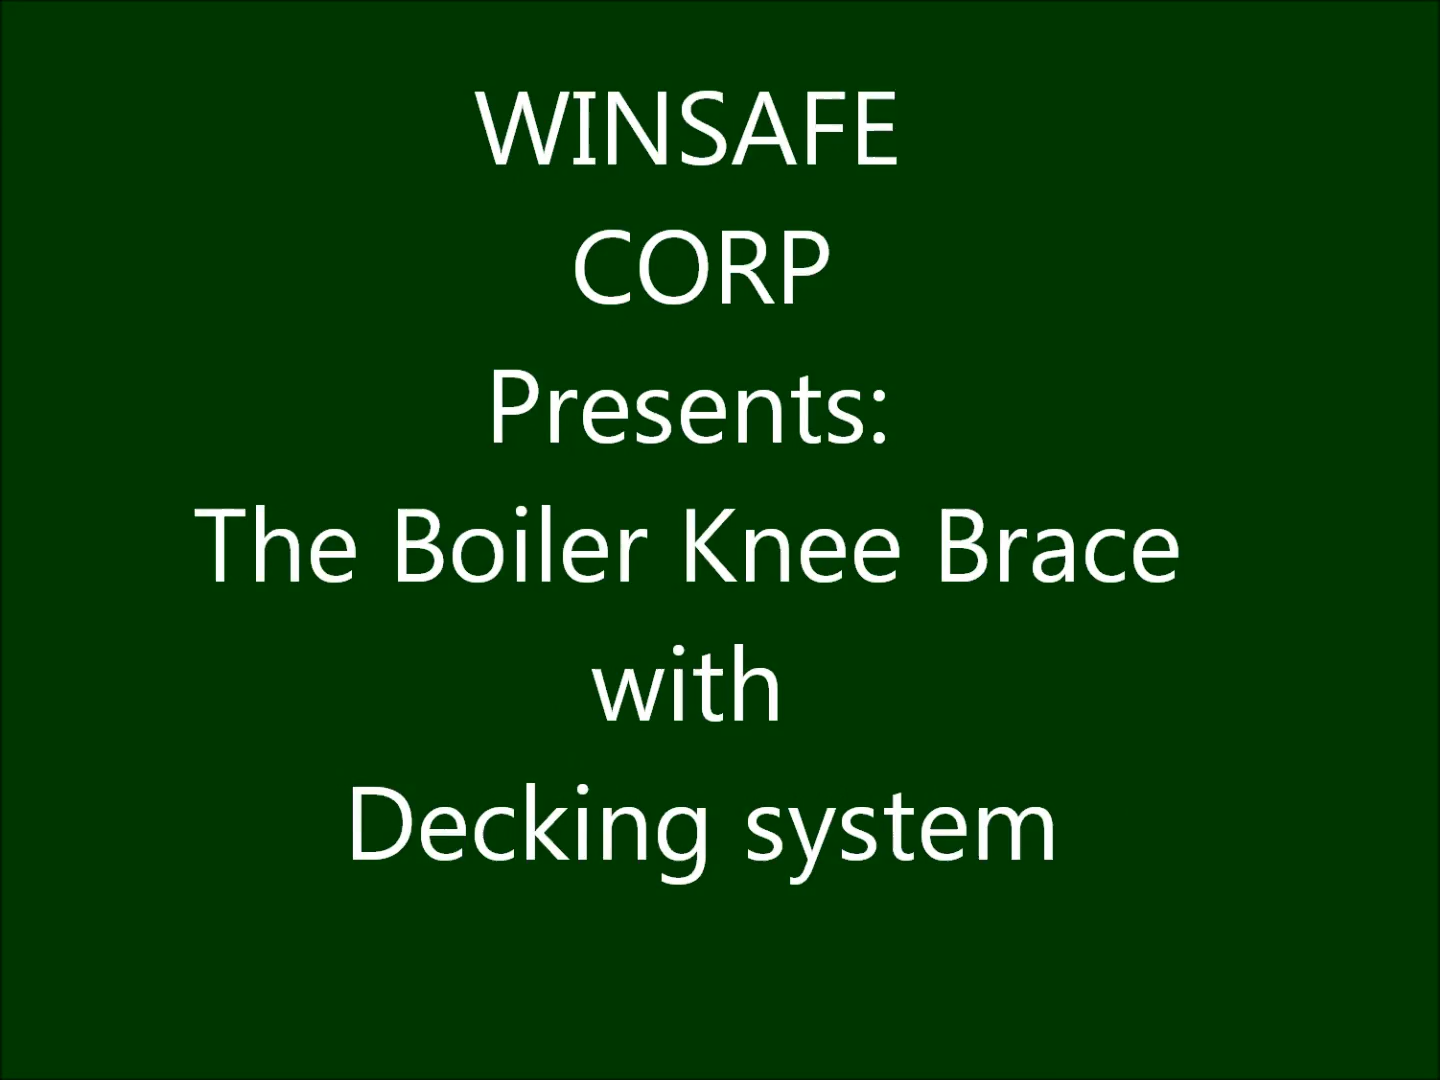 WINSAFE
CORP
Presents:
The Boiler Knee Brace
with
Decking system